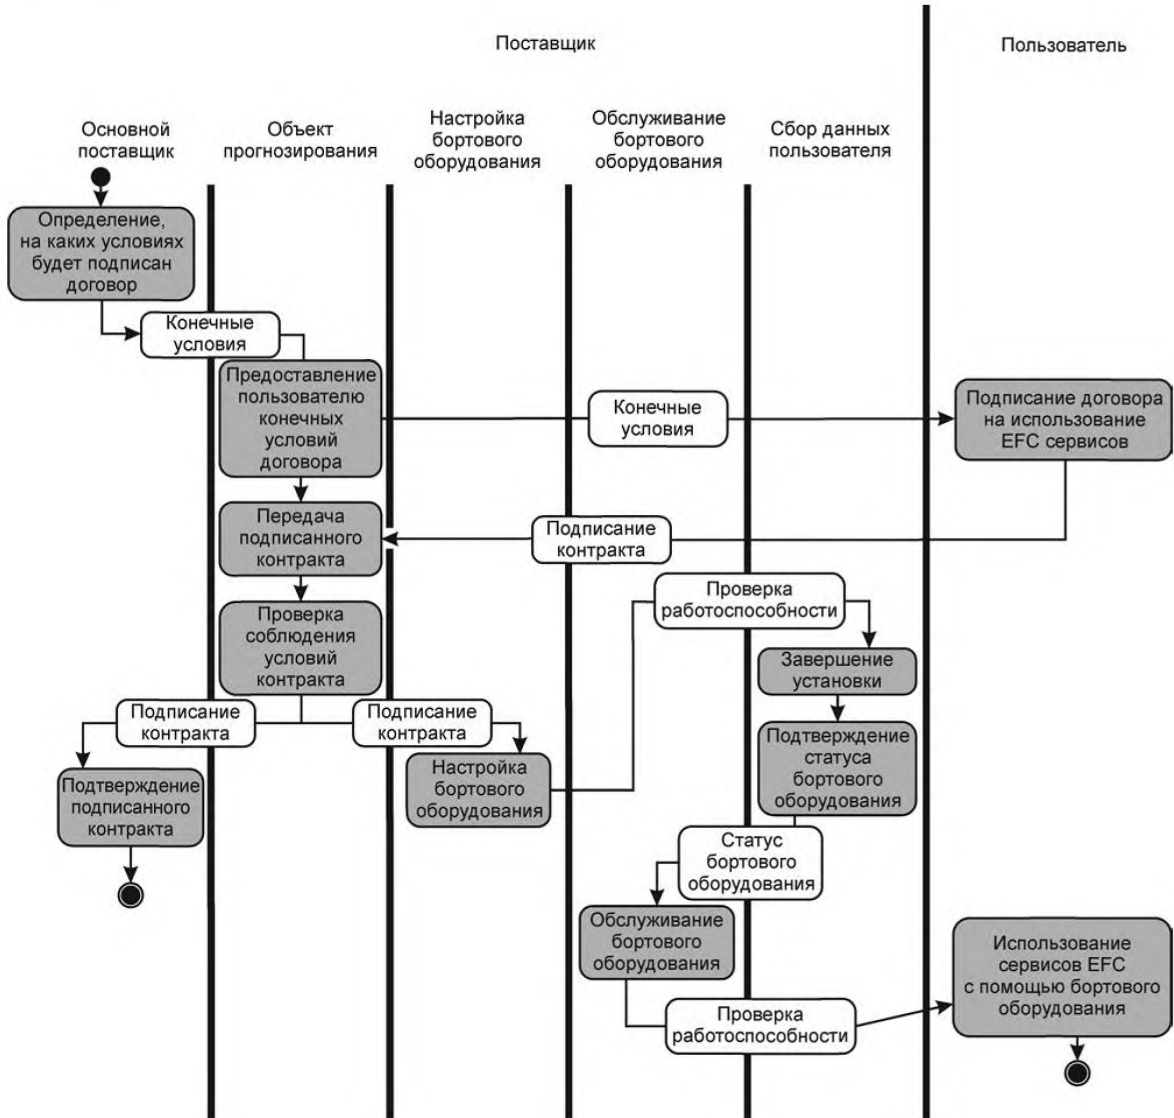 Поставщик
Пользователь
Основной
поставщик
Объект
прогнозирования
Настройка
бортового
оборудования
Обслуживание
бортового
оборудования
Сбор данных
пользователя
Определение,
на каких условиях
будет подписан
договор
Конечные
условия
Предоставление
пользователю
конечных
условий
договора
Конечные
условия
Подписание договора
на использование
EFC сервисов
Передача
подписанного
контракта
Подписание
контракта
Проверка
соблюдения
условий
контракта
Проверка
работоспособности
Завершение
установки
Подписание
контракта
Подписание
контракта
Подтверждение
статуса
бортового
оборудования
Подтверждение
подписанного
контракта
Настройка
бортового
оборудования
Статус
бортового
оборудования
Обслуживание
бортового
оборудования
Использование
сервисов EFC
с помощью бортового
оборудования
Проверка
работоспособности